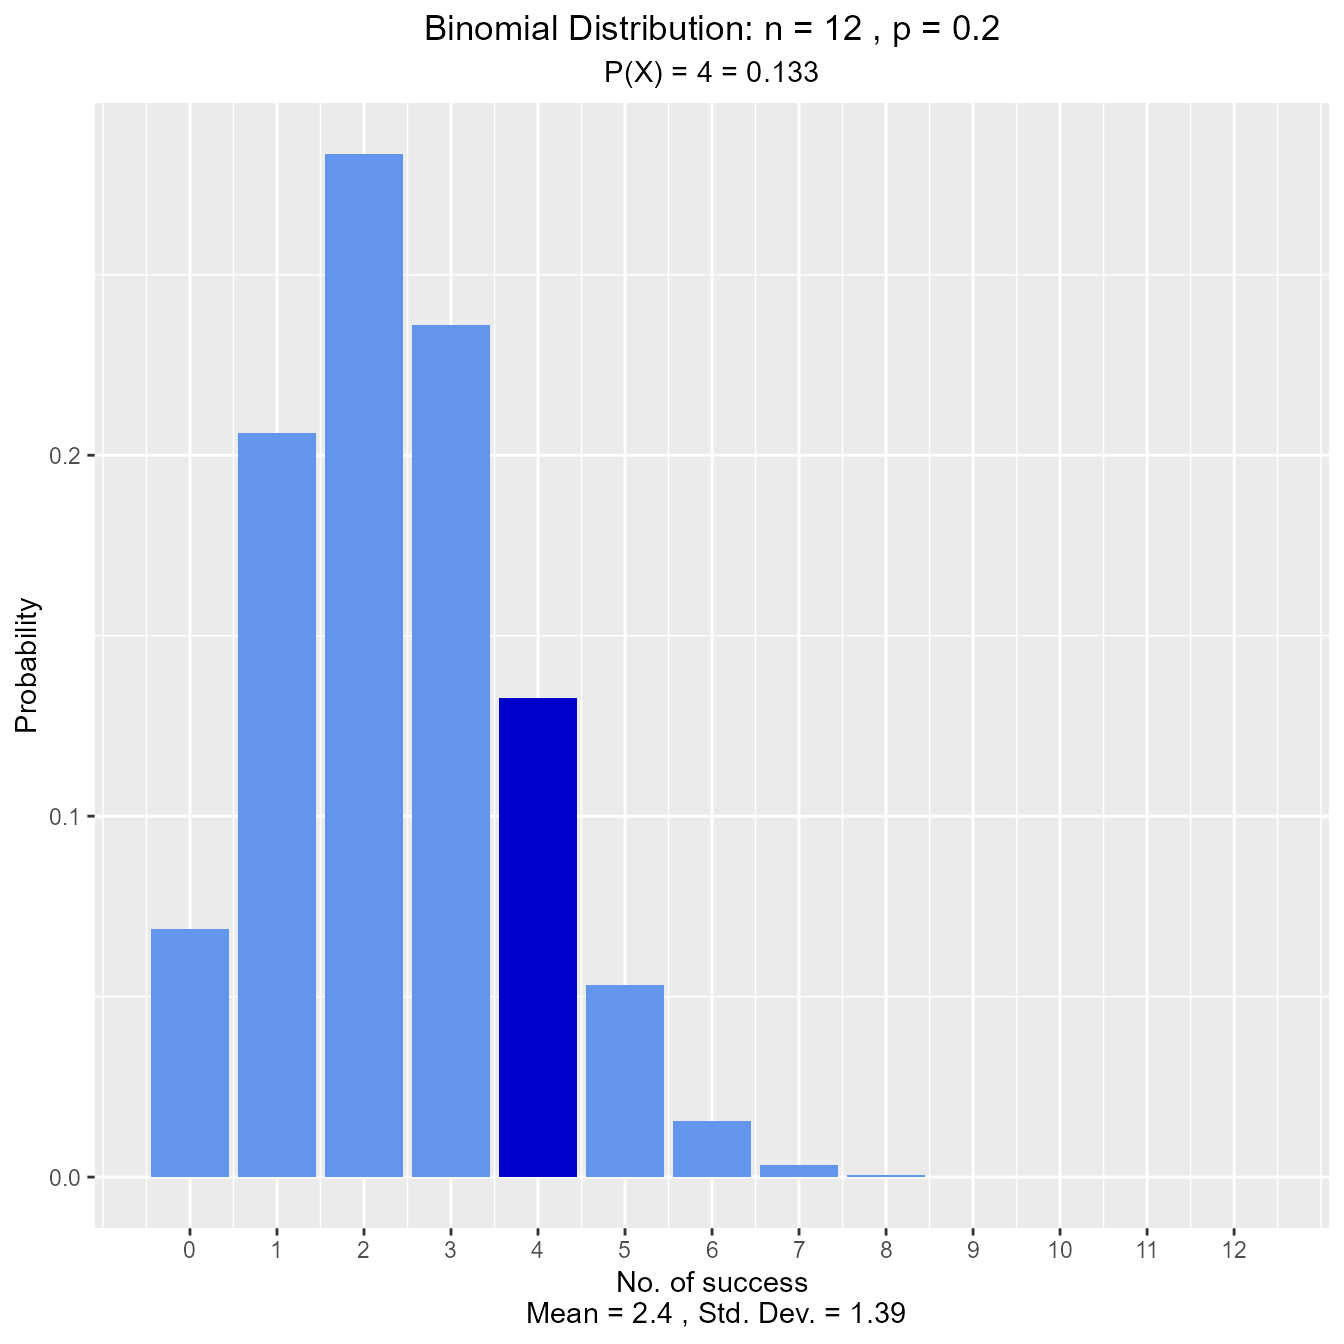 Binomial Distribution: n = 12 , p = 0.2
P(X) = 4 = 0.133
Probability
0.2
0.1
0.0
0 1 2 3 4 5 6 7 8 9 10 11 12
No. of success
Mean = 2.4 , Std. Dev. = 1.39